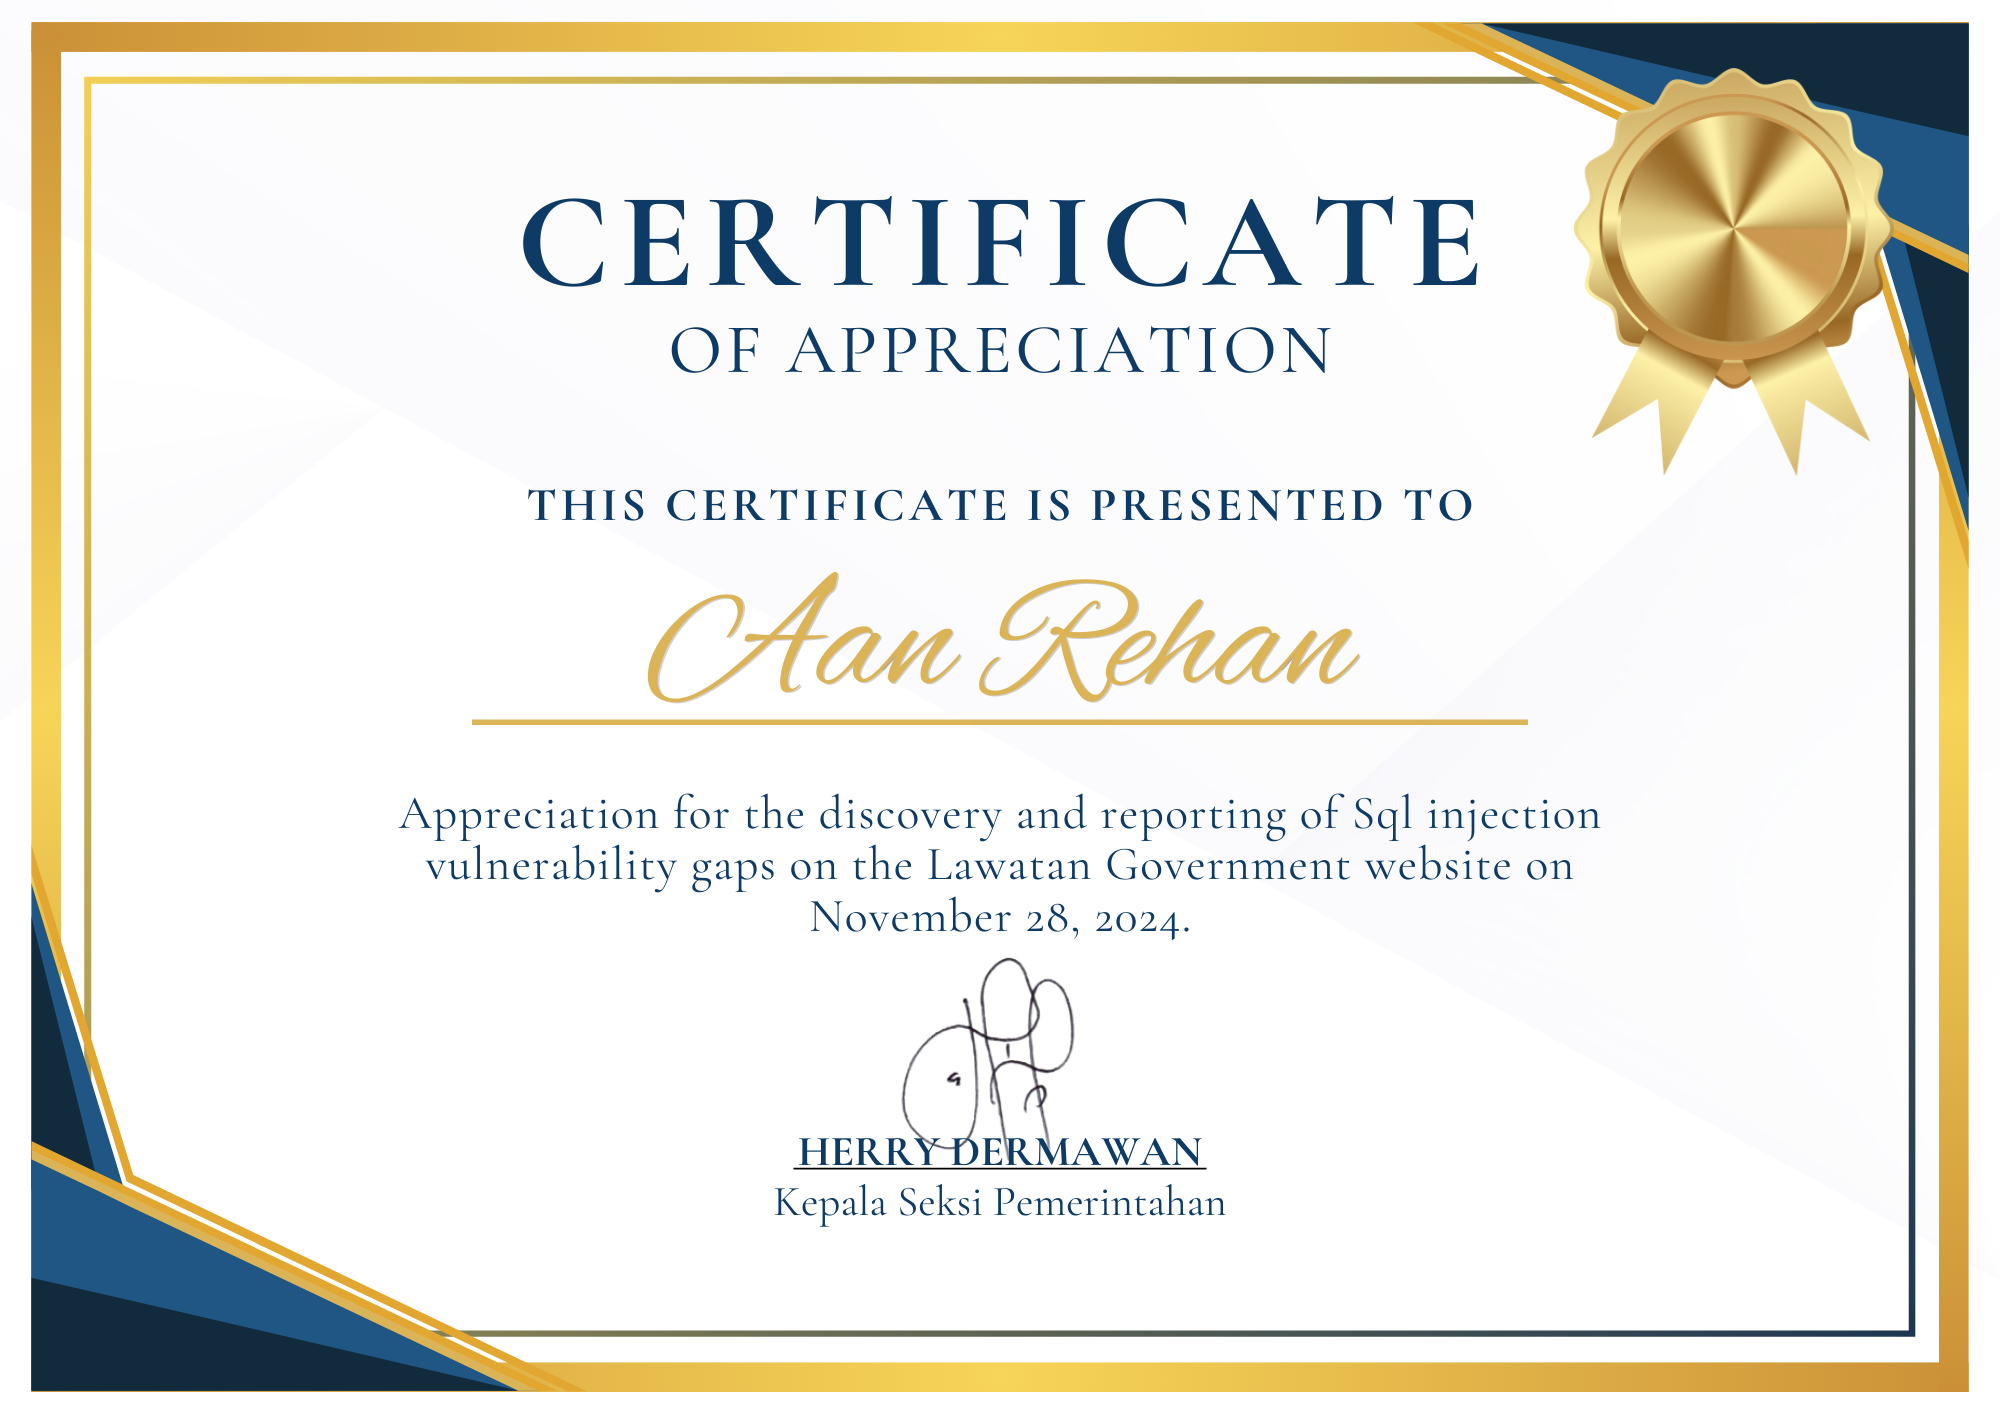 CERTIFICATE
OF APPRECIATION
THIS CERTIFICATE IS PRESENTED TO
Aan Rehan
Appreciation for the discovery and reporting of Sql injection
vulnerability gaps on the Lawatan Government website on
November 28, 2024.
HERRY DERMAWAN
Kepala Seksi Pemerintahan